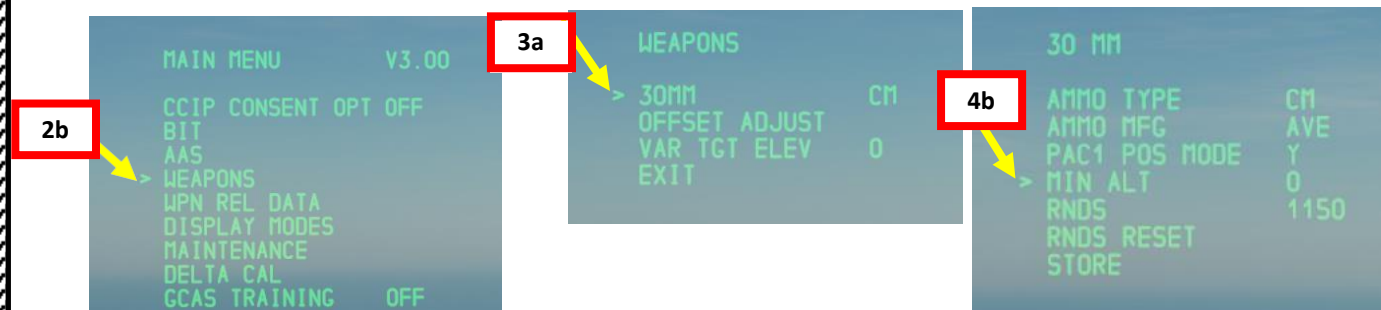 2b
MAIN MENU V3.00
CCIP CONSENT OPT OFF
BIT
AAS
> WEAPONS
WPN REL DATA
DISPLAY MODES
MAINTENANCE
DELTA CAL
GCAS TRAINING OFF
3a
WEAPONS
> 30MM CM
OFFSET ADJUST
VAR TGT ELEV 0
EXIT
4b
30 MM
AMMO TYPE CM
AMMO MFG AVE
PAC1 POS MODE Y
> MIN ALT 0
RNDS 1150
RNDS RESET
STORE